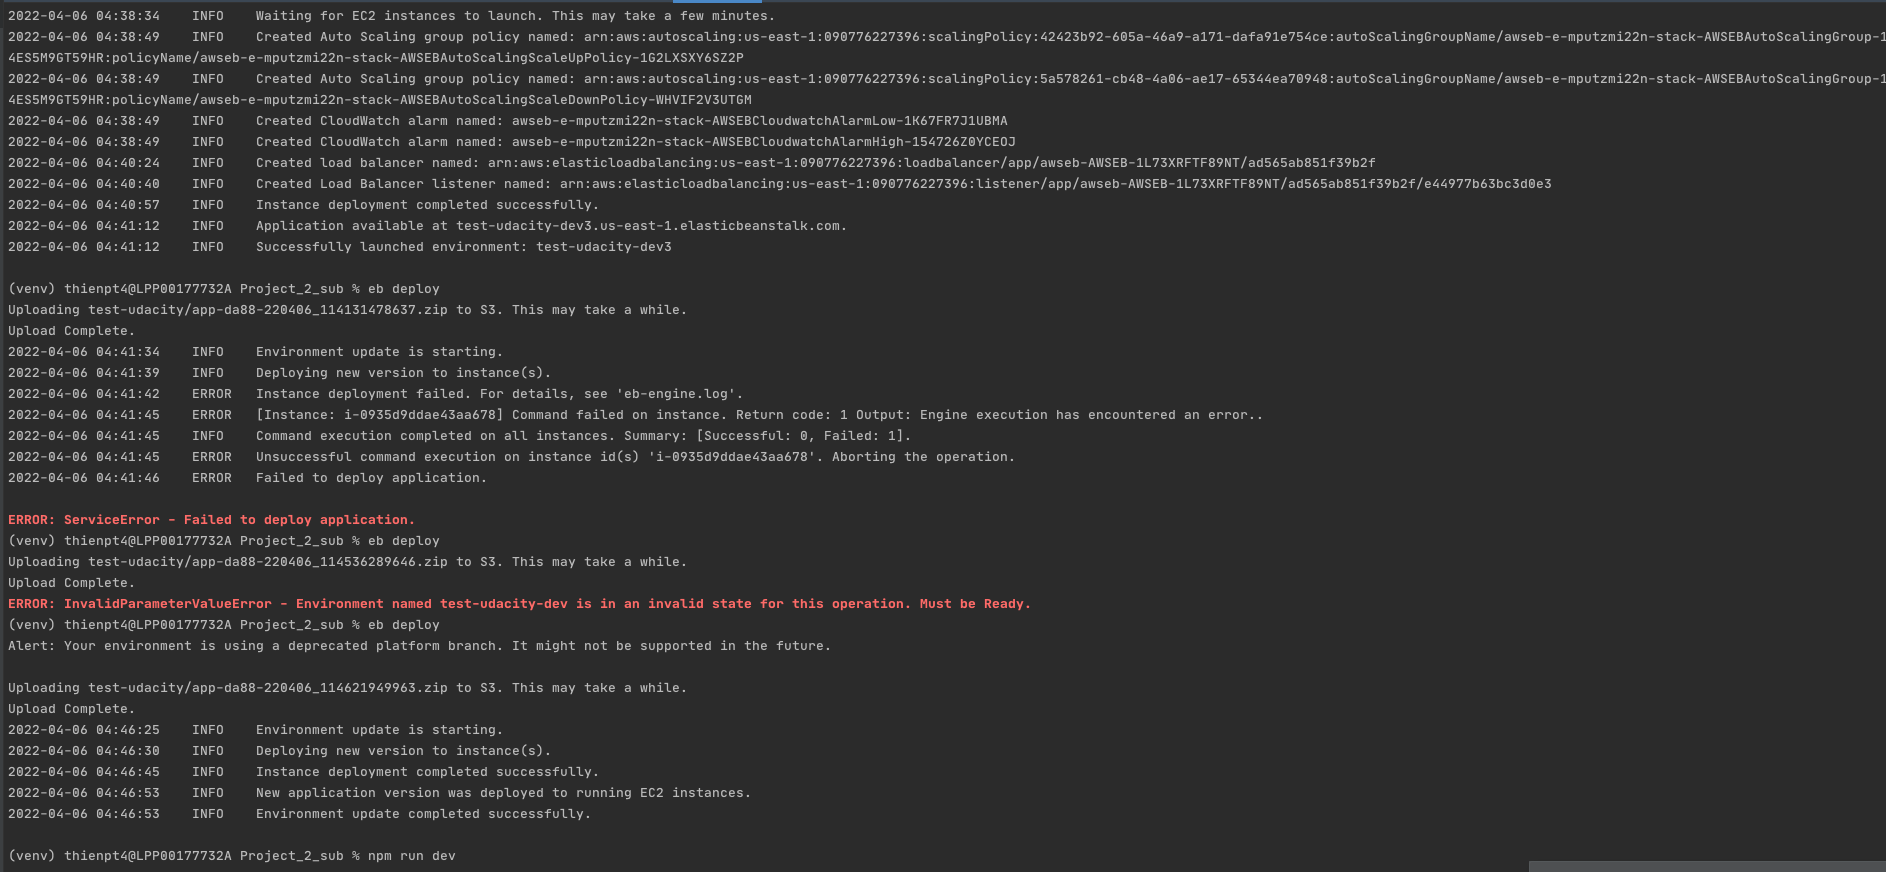 2022-04-06 04:38:34    INFO    Waiting for EC2 instances to launch. This may take a few minutes.
2022-04-06 04:38:49    INFO    Created Auto Scaling group policy named: arn:aws:autoscaling:us-east-1:090776227396:scalingPolicy:42423b92-605a-46a9-a171-dafa91e754ce:autoScalingGroupName/awseb-e-mputzmi22n-stack-AWSEBAutoScalingGroup-1
4ES5M9GT59HR:policyName/awseb-e-mputzmi22n-stack-AWSEBAutoScalingScaleUpPolicy-1G2LXSXY6SZ2P
2022-04-06 04:38:49    INFO    Created Auto Scaling group policy named: arn:aws:autoscaling:us-east-1:090776227396:scalingPolicy:5a578261-cb48-4a06-ae17-65344ea70948:autoScalingGroupName/awseb-e-mputzmi22n-stack-AWSEBAutoScalingGroup-1
4ES5M9GT59HR:policyName/awseb-e-mputzmi22n-stack-AWSEBAutoScalingScaleDownPolicy-WHVIF2V3UTGM
2022-04-06 04:38:49    INFO    Created CloudWatch alarm named: awseb-e-mputzmi22n-stack-AWSEBCloudwatchAlarmLow-1K67FR7J1UBMA
2022-04-06 04:38:49    INFO    Created CloudWatch alarm named: awseb-e-mputzmi22n-stack-AWSEBCloudwatchAlarmHigh-154726Z0YCEOJ
2022-04-06 04:40:24    INFO    Created load balancer named: arn:aws:elasticloadbalancing:us-east-1:090776227396:loadbalancer/app/awseb-AWSEB-1L73XRFTF89NT/ad565ab851f39b2f
2022-04-06 04:40:40    INFO    Created Load Balancer listener named: arn:aws:elasticloadbalancing:us-east-1:090776227396:listener/app/awseb-AWSEB-1L73XRFTF89NT/ad565ab851f39b2f/e44977b63bc3d0e3
2022-04-06 04:40:57    INFO    Instance deployment completed successfully.
2022-04-06 04:41:12    INFO    Application available at test-udacity-dev3.us-east-1.elasticbeanstalk.com.
2022-04-06 04:41:12    INFO    Successfully launched environment: test-udacity-dev3
(venv) thienpt4@LPP00177732A Project_2_sub % eb deploy
Uploading test-udacity/app-da88-220406_114131478637.zip to S3. This may take a while.
Upload Complete.
2022-04-06 04:41:34    INFO    Environment update is starting.
2022-04-06 04:41:39    INFO    Deploying new version to instance(s).
2022-04-06 04:41:42    ERROR   Instance deployment failed. For details, see 'eb-engine.log'.
2022-04-06 04:41:45    ERROR   [Instance: i-0935d9ddae43aa678] Command failed on instance. Return code: 1 Output: Engine execution has encountered an error..
2022-04-06 04:41:45    INFO    Command execution completed on all instances. Summary: [Successful: 0, Failed: 1].
2022-04-06 04:41:45    ERROR   Unsuccessful command execution on instance id(s) 'i-0935d9ddae43aa678'. Aborting the operation.
2022-04-06 04:41:46    ERROR   Failed to deploy application.
ERROR: ServiceError - Failed to deploy application.
(venv) thienpt4@LPP00177732A Project_2_sub % eb deploy
Uploading test-udacity/app-da88-220406_114536289646.zip to S3. This may take a while.
Upload Complete.
ERROR: InvalidParameterValueError - Environment named test-udacity-dev is in an invalid state for this operation. Must be Ready.
(venv) thienpt4@LPP00177732A Project_2_sub % eb deploy
Alert: Your environment is using a deprecated platform branch. It might not be supported in the future.
Uploading test-udacity/app-da88-220406_114621949963.zip to S3. This may take a while.
Upload Complete.
2022-04-06 04:46:25    INFO    Environment update is starting.
2022-04-06 04:46:30    INFO    Deploying new version to instance(s).
2022-04-06 04:46:45    INFO    Instance deployment completed successfully.
2022-04-06 04:46:53    INFO    New application version was deployed to running EC2 instances.
2022-04-06 04:46:53    INFO    Environment update completed successfully.
(venv) thienpt4@LPP00177732A Project_2_sub % npm run dev